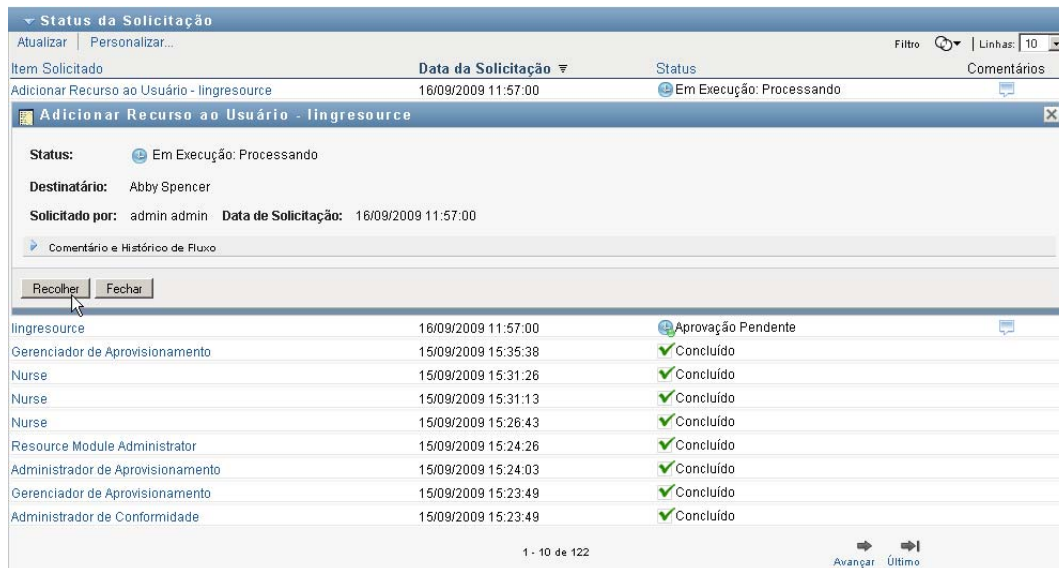 Status da Solicitação
Atualizar | Personalizar... Filtro Linhas: 10
Item Solicitado Data da Solicitação Status Comentários
Adicionar Recurso ao Usuário - lingresource 16/09/2009 11:57:00 Em Execução: Processando
Adicionar Recurso ao Usuário - lingresource
Status: Em Execução: Processando
Destinatário: Abby Spencer
Solicitado por: admin admin Data de Solicitação: 16/09/2009 11:57:00
Comentário e Histórico de Fluxo
Recolher Fechar
lingresource 16/09/2009 11:57:00 Aprovação Pendente
Gerenciador de Aprovisionamento 15/09/2009 15:35:38 Concluído
Nurse 15/09/2009 15:31:26 Concluído
Nurse 15/09/2009 15:31:13 Concluído
Nurse 15/09/2009 15:26:43 Concluído
Resource Module Administrator 15/09/2009 15:24:26 Concluído
Administrador de Aprovisionamento 15/09/2009 15:24:03 Concluído
Gerenciador de Aprovisionamento 15/09/2009 15:23:49 Concluído
Administrador de Conformidade 15/09/2009 15:23:49 Concluído
1 - 10 de 122 Avançar Último